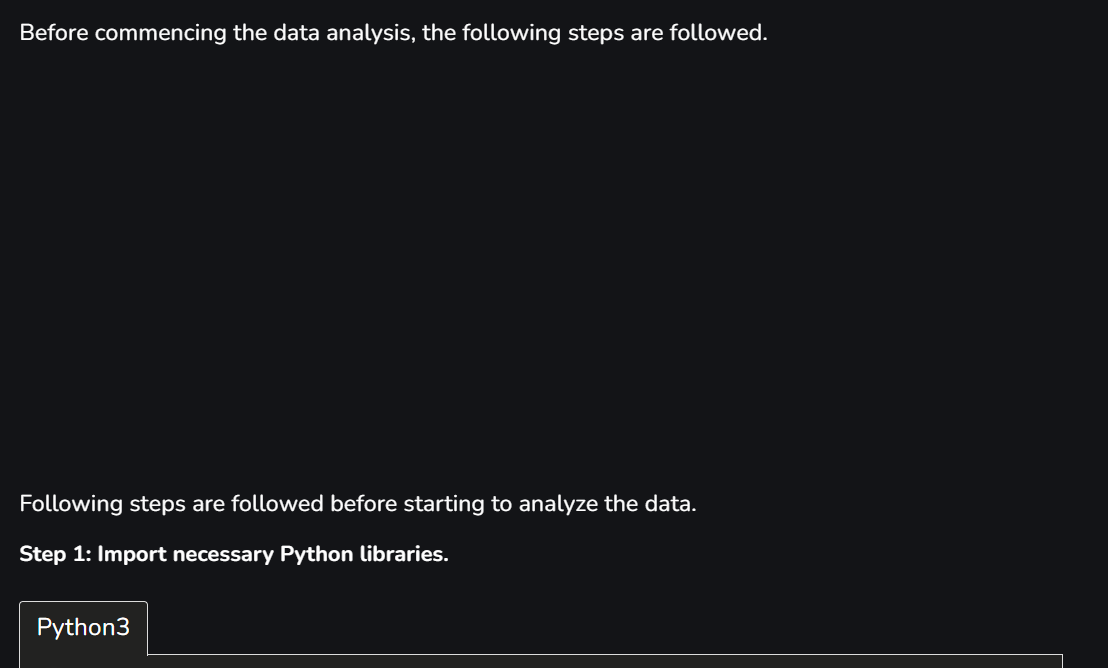 Before commencing the data analysis, the following steps are followed.
Following steps are followed before starting to analyze the data.
Step 1: Import necessary Python libraries.
Python3